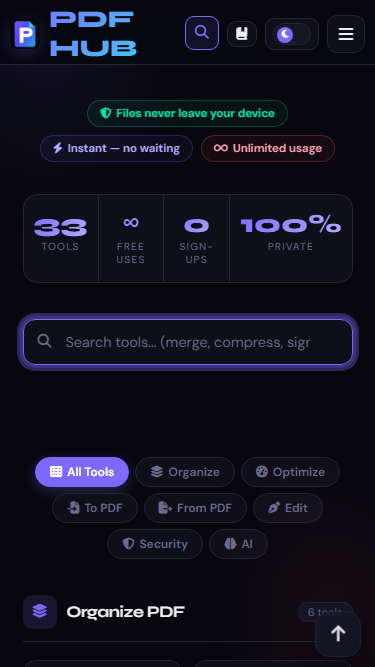 PDF
HUB
Files never leave your device
Instant — no waiting
Unlimited usage
33
TOOLS
∞
FREE
USES
0
SIGN-
UPS
100%
PRIVATE
Search tools... (merge, compress, sign
All Tools
Organize
Optimize
To PDF
From PDF
Edit
Security
AI
Organize PDF
6 tools